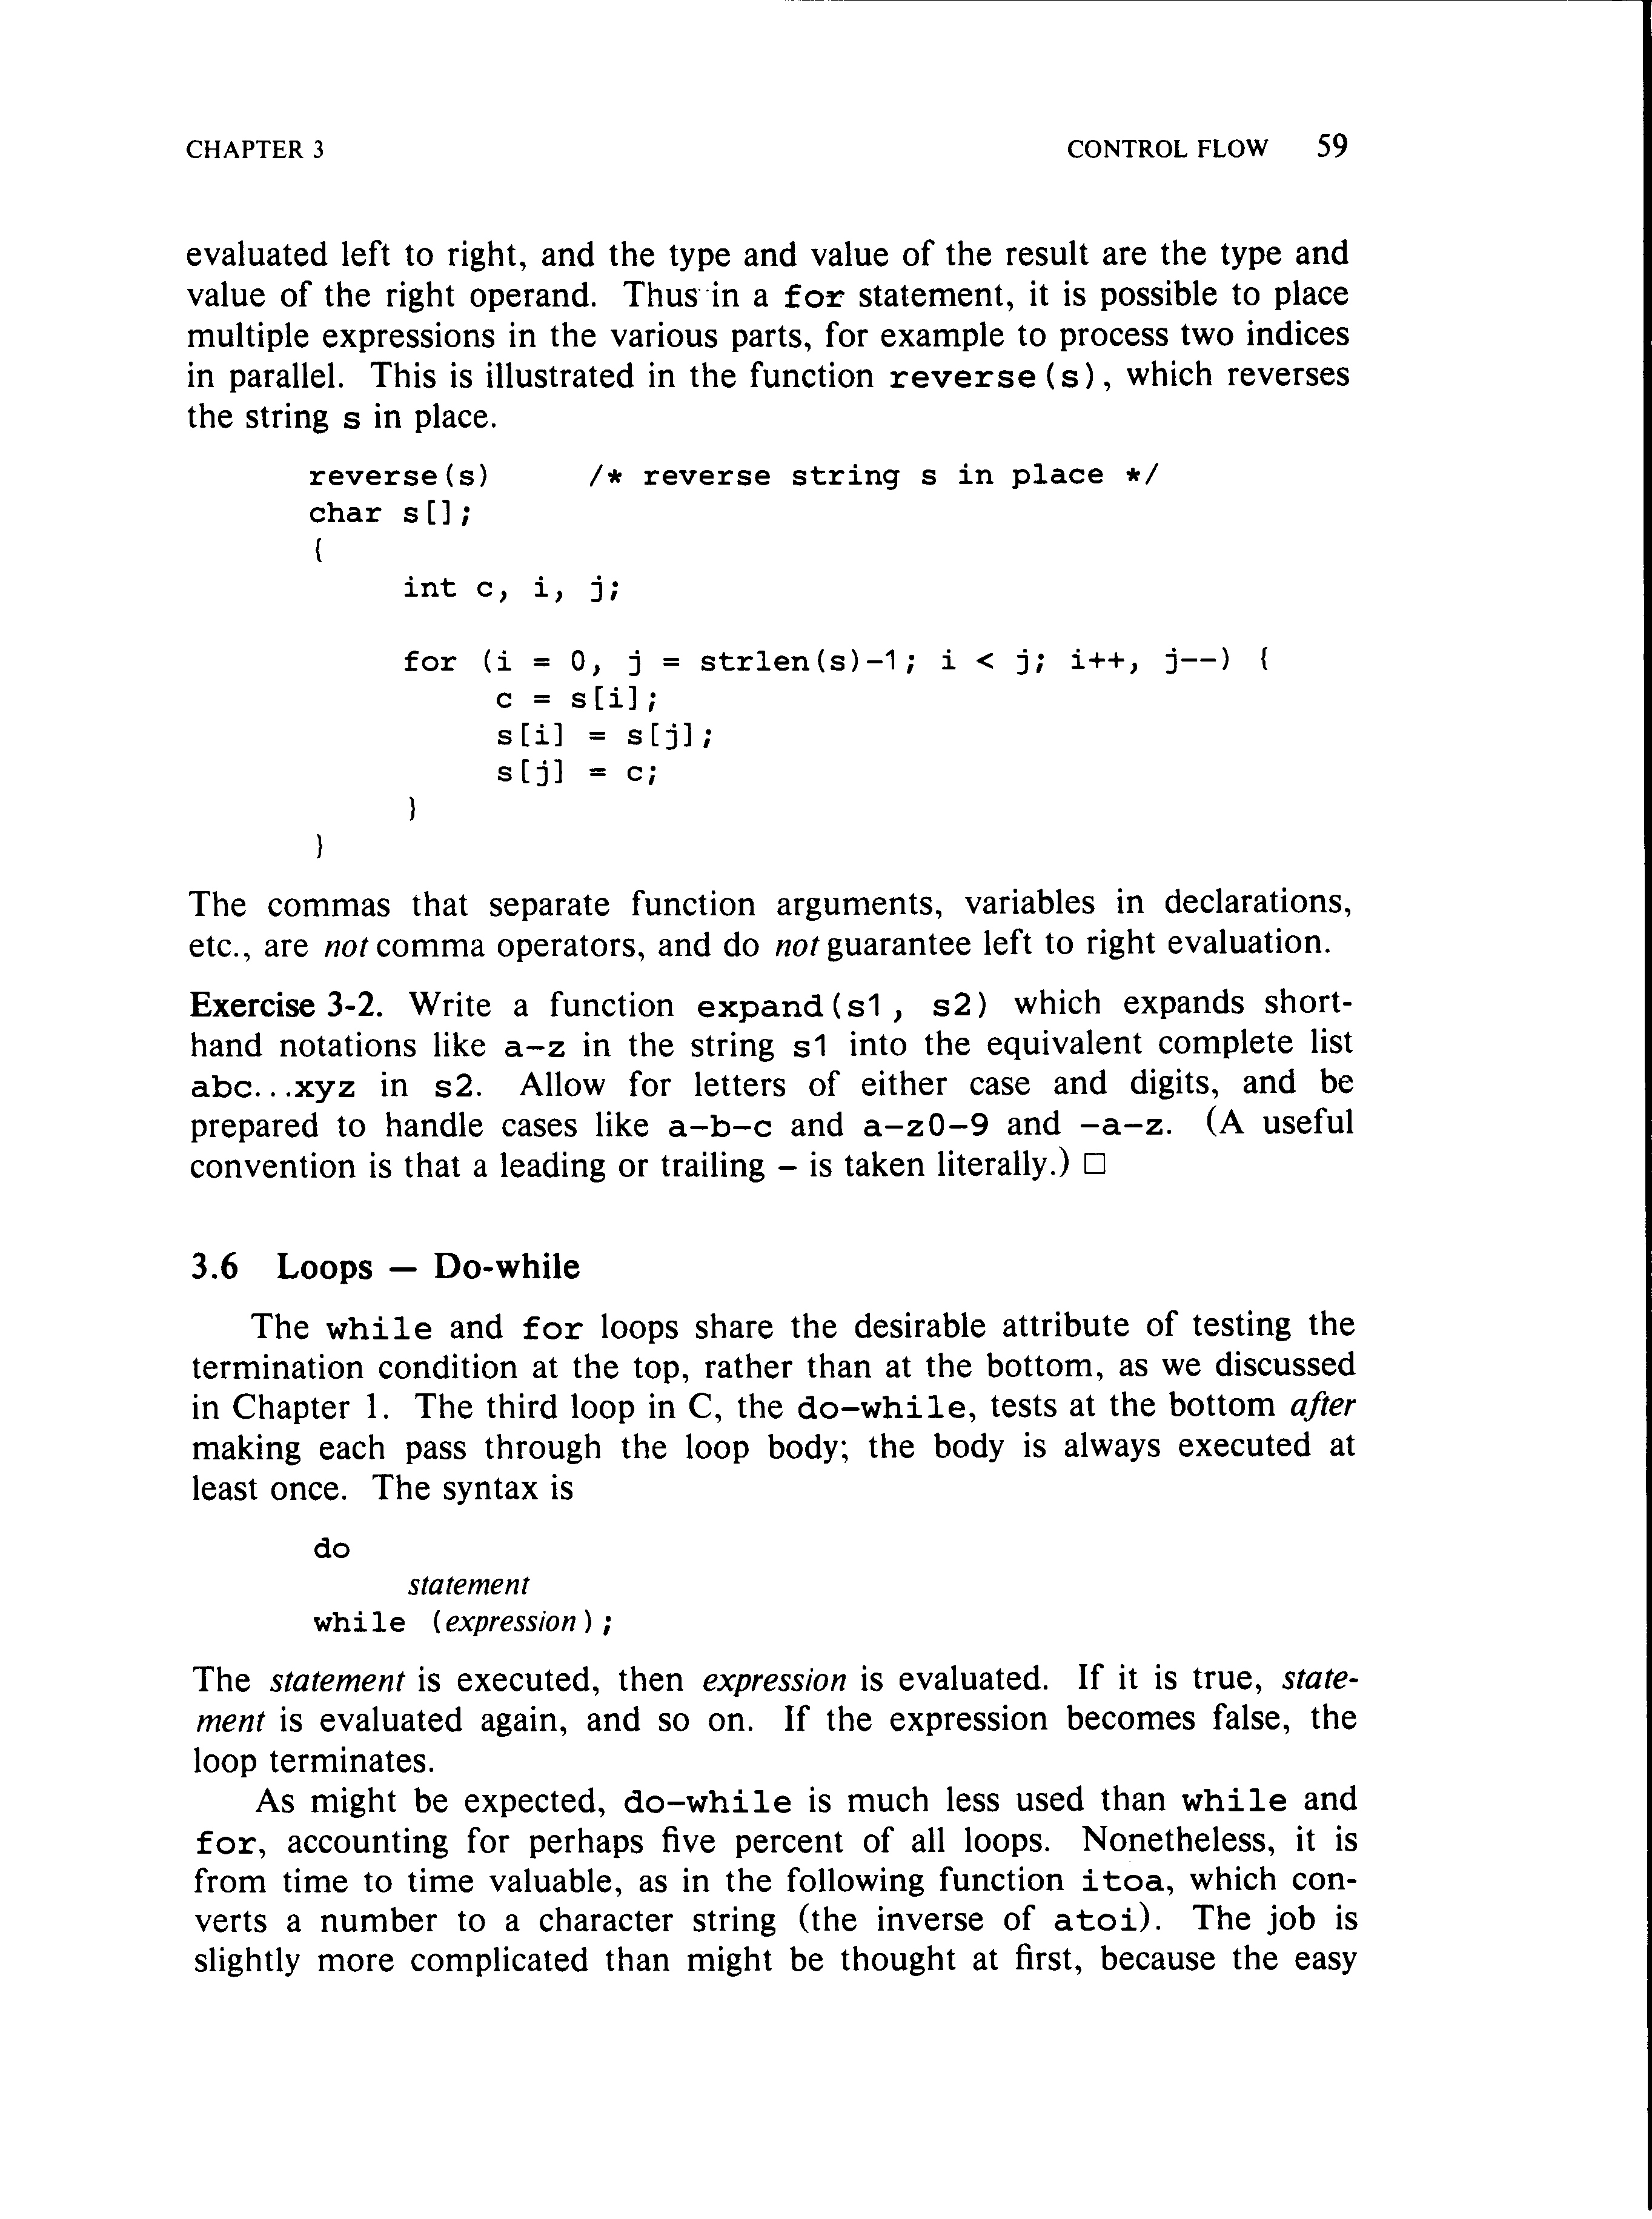 CHAPTER 3 CONTROL FLOW 59
evaluated left to right, and the type and value of the result are the type and
value of the right operand. Thus in a for statement, it is possible to place
multiple expressions in the various parts, for example to process two indices
in parallel. This is illustrated in the function reverse(s), which reverses
the string s in place.
reverse(s) /* reverse string s in place */
char s[];
{
int c, i, j;
for (i = 0, j = strlen(s)-1; i < j; i++, j--) {
c = s[i];
s[i] = s[j];
s[j] = c;
}
}
The commas that separate function arguments, variables in declarations,
etc., are not comma operators, and do not guarantee left to right evaluation.
Exercise 3-2. Write a function expand(s1, s2) which expands short-
hand notations like a-z in the string s1 into the equivalent complete list
abc...xyz in s2. Allow for letters of either case and digits, and be
prepared to handle cases like a-b-c and a-z0-9 and -a-z. (A useful
convention is that a leading or trailing - is taken literally.) □
3.6 Loops — Do-while
The while and for loops share the desirable attribute of testing the
termination condition at the top, rather than at the bottom, as we discussed
in Chapter 1. The third loop in C, the do-while, tests at the bottom after
making each pass through the loop body; the body is always executed at
least once. The syntax is
do
statement
while (expression);
The statement is executed, then expression is evaluated. If it is true, state-
ment is evaluated again, and so on. If the expression becomes false, the
loop terminates.
As might be expected, do-while is much less used than while and
for, accounting for perhaps five percent of all loops. Nonetheless, it is
from time to time valuable, as in the following function itoa, which con-
verts a number to a character string (the inverse of atoi). The job is
slightly more complicated than might be thought at first, because the easy